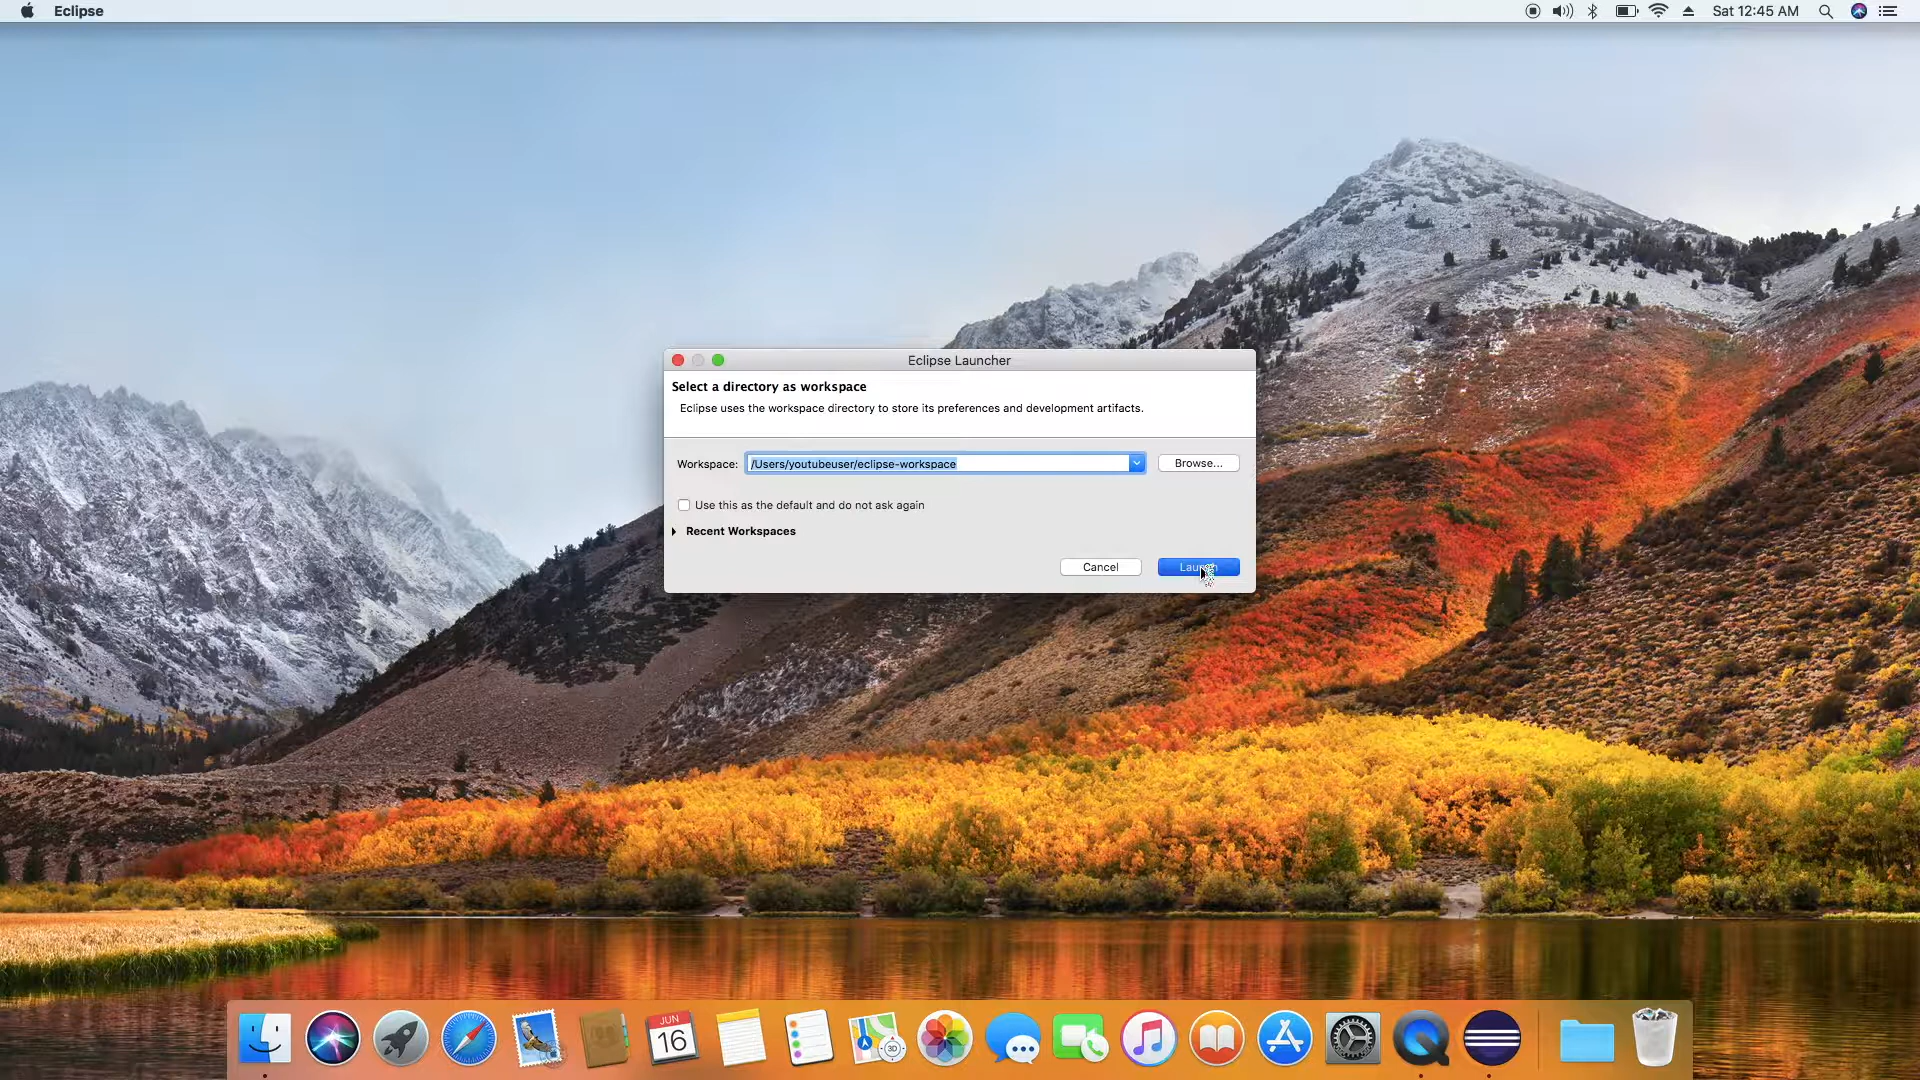 Eclipse
Sat 12:45 AM
Eclipse Launcher
Select a directory as workspace
Eclipse uses the workspace directory to store its preferences and development artifacts.
Workspace: /Users/youtubeuser/eclipse-workspace Browse...
Use this as the default and do not ask again
Recent Workspaces
Cancel Launch
JUN
16
3D